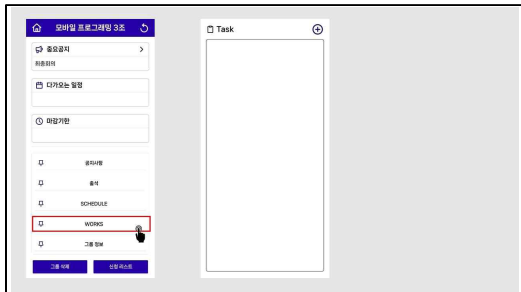 모바일 프로그래밍 3조
중요공지
최종회의
다가오는 일정
마감기한
공지사항
출석
SCHEDULE
WORKS
그룹 정보
그룹 삭제
신청 리스트
Task